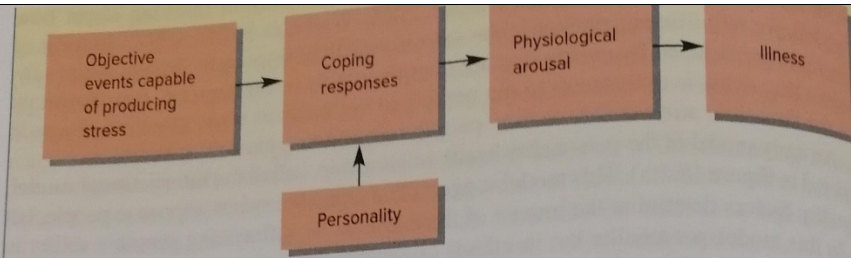 Objective
events capable
of producing
stress
Coping
responses
Physiological
arousal
Illness
Personality